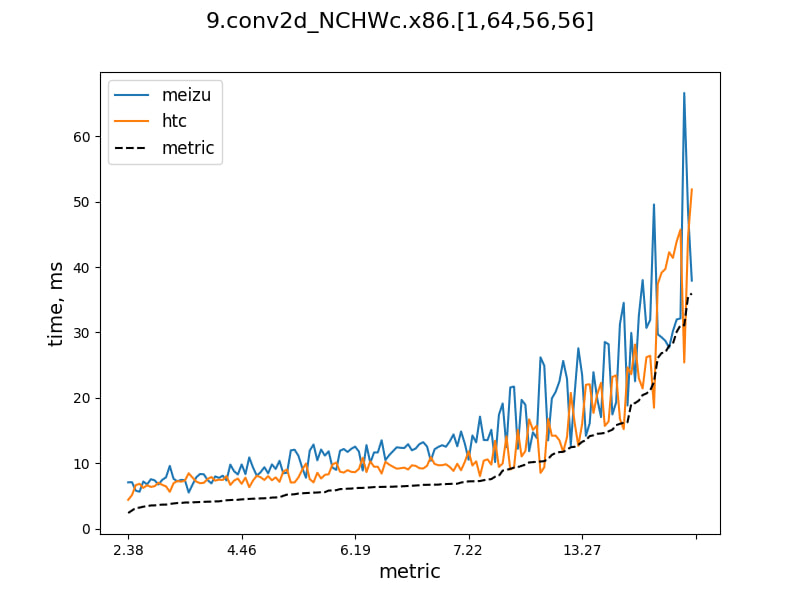 9.conv2d_NCHWc.x86.[1,64,56,56]
meizu
htc
metric
60
50
40
30
20
10
0
time, ms
2.38 4.46 6.19 7.22 13.27
metric